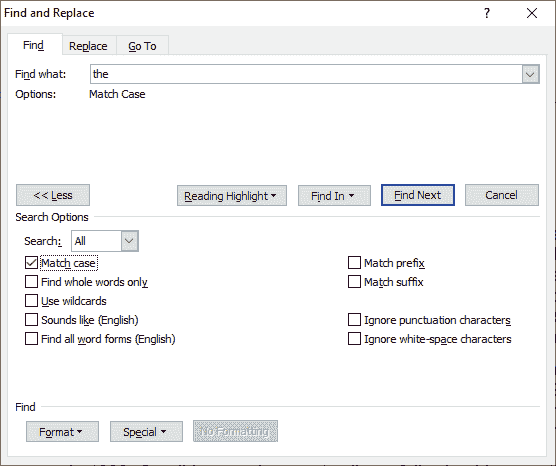 Find and Replace ? ×
Find Replace Go To
Find what: the
Options: Match Case
<< Less Reading Highlight Find In Find Next Cancel
Search Options
Search: All
Match case Match prefix
Find whole words only Match suffix
Use wildcards
Sounds like (English) Ignore punctuation characters
Find all word forms (English) Ignore white-space characters
Find
Format Special No Formatting